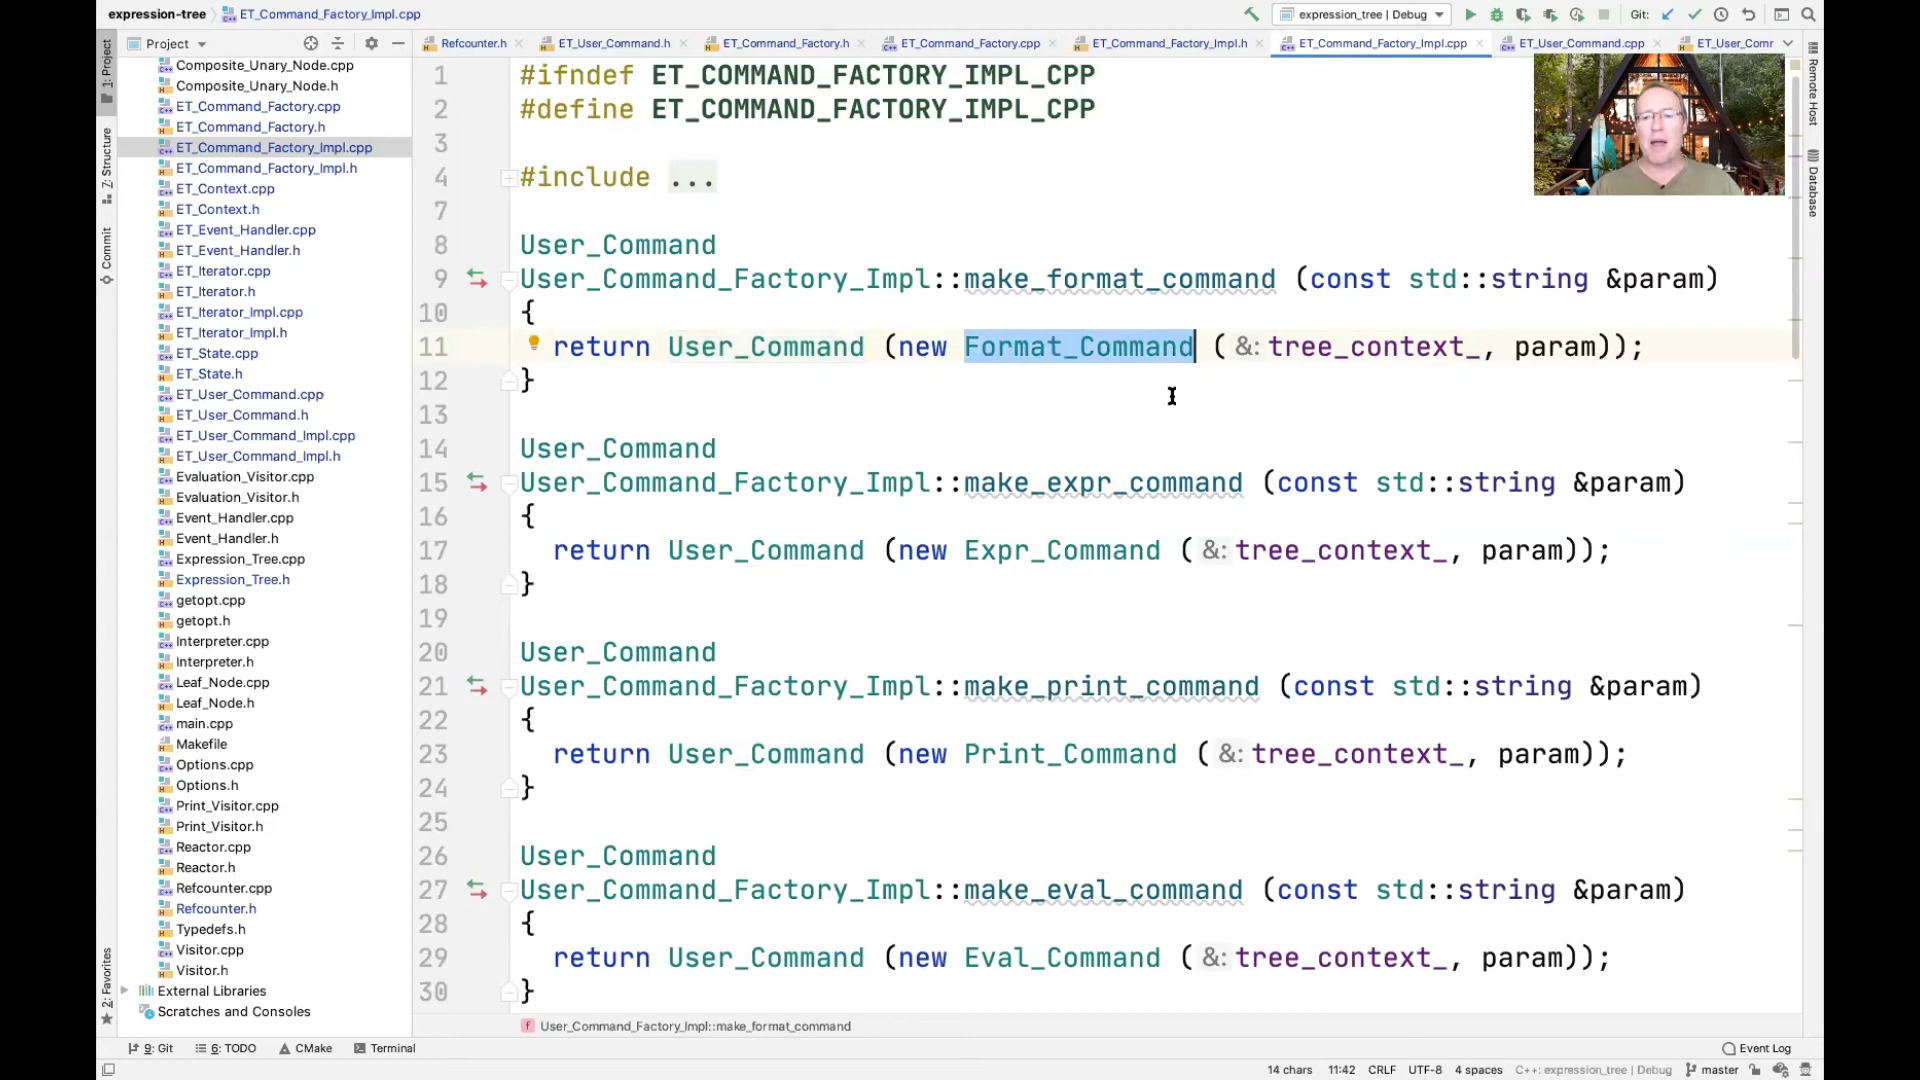 expression-tree
ET_Command_Factory_Impl.cpp
expression_tree | Debug
Git:
Project
Refcounter.h
ET_User_Command.h
ET_Command_Factory.h
ET_Command_Factory.cpp
ET_Command_Factory_Impl.h
ET_Command_Factory_Impl.cpp
ET_User_Command.cpp
ET_User_Comr
1: Project
Z: Structure
Commit
2: Favorites
Composite_Unary_Node.cpp
Composite_Unary_Node.h
ET_Command_Factory.cpp
ET_Command_Factory.h
ET_Command_Factory_Impl.cpp
ET_Command_Factory_Impl.h
ET_Context.cpp
ET_Context.h
ET_Event_Handler.cpp
ET_Event_Handler.h
ET_Iterator.cpp
ET_Iterator.h
ET_Iterator_Impl.cpp
ET_Iterator_Impl.h
ET_State.cpp
ET_State.h
ET_User_Command.cpp
ET_User_Command.h
ET_User_Command_Impl.cpp
ET_User_Command_Impl.h
Evaluation_Visitor.cpp
Evaluation_Visitor.h
Event_Handler.cpp
Event_Handler.h
Expression_Tree.cpp
Expression_Tree.h
getopt.cpp
getopt.h
Interpreter.cpp
Interpreter.h
Leaf_Node.cpp
Leaf_Node.h
main.cpp
Makefile
Options.cpp
Options.h
Print_Visitor.cpp
Print_Visitor.h
Reactor.cpp
Reactor.h
Refcounter.cpp
Refcounter.h
Typedefs.h
Visitor.cpp
Visitor.h
External Libraries
Scratches and Consoles
1 #ifndef ET_COMMAND_FACTORY_IMPL_CPP
2 #define ET_COMMAND_FACTORY_IMPL_CPP
3
4 #include ...
7
8 User_Command
9 User_Command_Factory_Impl::make_format_command (const std::string &param)
10 {
11 return User_Command (new Format_Command (&: tree_context_, param));
12 }
13
14 User_Command
15 User_Command_Factory_Impl::make_expr_command (const std::string &param)
16 {
17 return User_Command (new Expr_Command (&: tree_context_, param));
18 }
19
20 User_Command
21 User_Command_Factory_Impl::make_print_command (const std::string &param)
22 {
23 return User_Command (new Print_Command (&: tree_context_, param));
24 }
25
26 User_Command
27 User_Command_Factory_Impl::make_eval_command (const std::string &param)
28 {
29 return User_Command (new Eval_Command (&: tree_context_, param));
30 }
Remote Host
Database
User_Command_Factory_Impl::make_format_command
9: Git
6: TODO
CMake
Terminal
Event Log
14 chars
11:42
CRLF
UTF-8
4 spaces
C++: expression_tree | Debug
master